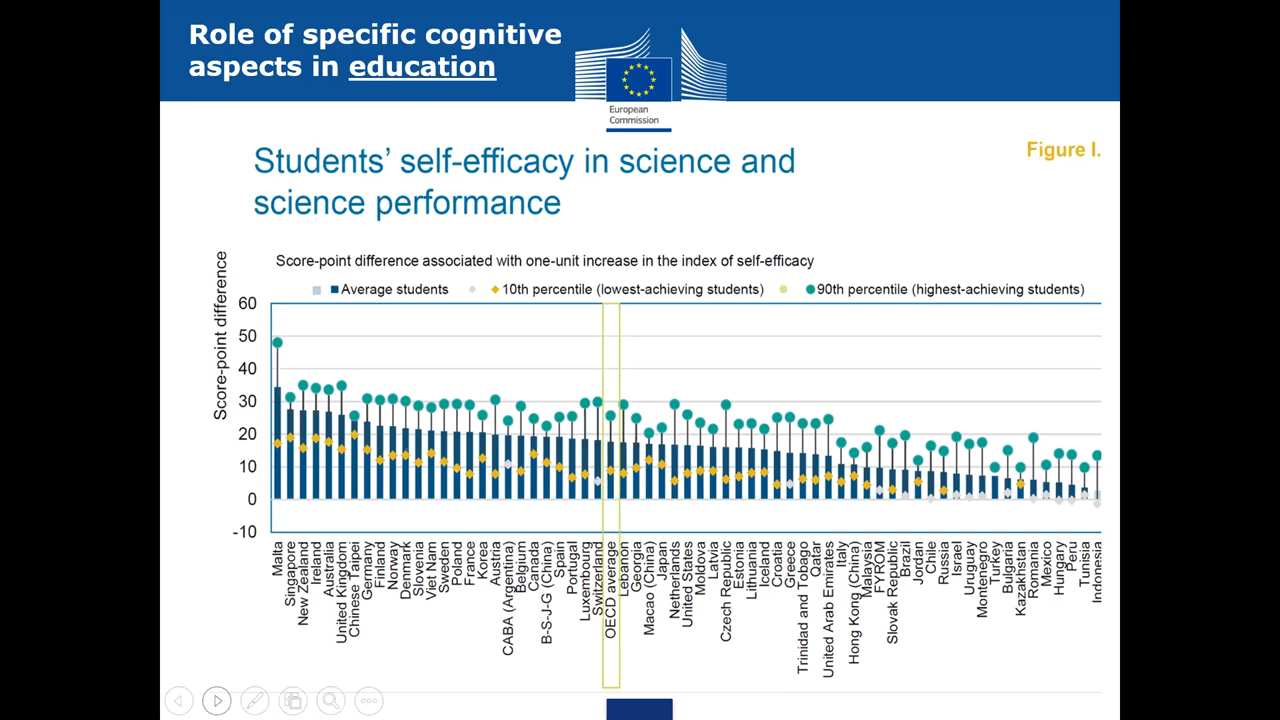 Role of specific cognitive
aspects in education
European
Commission
Students' self-efficacy in science and
science performance
Figure I.
Score-point difference associated with one-unit increase in the index of self-efficacy
Average students
10th percentile (lowest-achieving students)
90th percentile (highest-achieving students)
Score-point difference
60
50
40
30
20
10
0
-10
Malta
Singapore
New Zealand
Ireland
Australia
United Kingdom
Chinese Taipei
Germany
Finland
Norway
Denmark
Slovenia
Viet Nam
Sweden
Poland
France
Korea
Austria
CABA (Argentina)
Belgium
Canada
B-S-J-G (China)
Spain
Portugal
Luxembourg
Switzerland
OECD average
Lebanon
Georgia
Macao (China)
Japan
Netherlands
United States
Moldova
Latvia
Czech Republic
Estonia
Lithuania
Iceland
Croatia
Greece
Trinidad and Tobago
Qatar
United Arab Emirates
Italy
Hong Kong (China)
Malaysia
FYROM
Slovak Republic
Brazil
Jordan
Chile
Russia
Israel
Uruguay
Montenegro
Turkey
Bulgaria
Kazakhstan
Romania
Mexico
Hungary
Peru
Tunisia
Indonesia